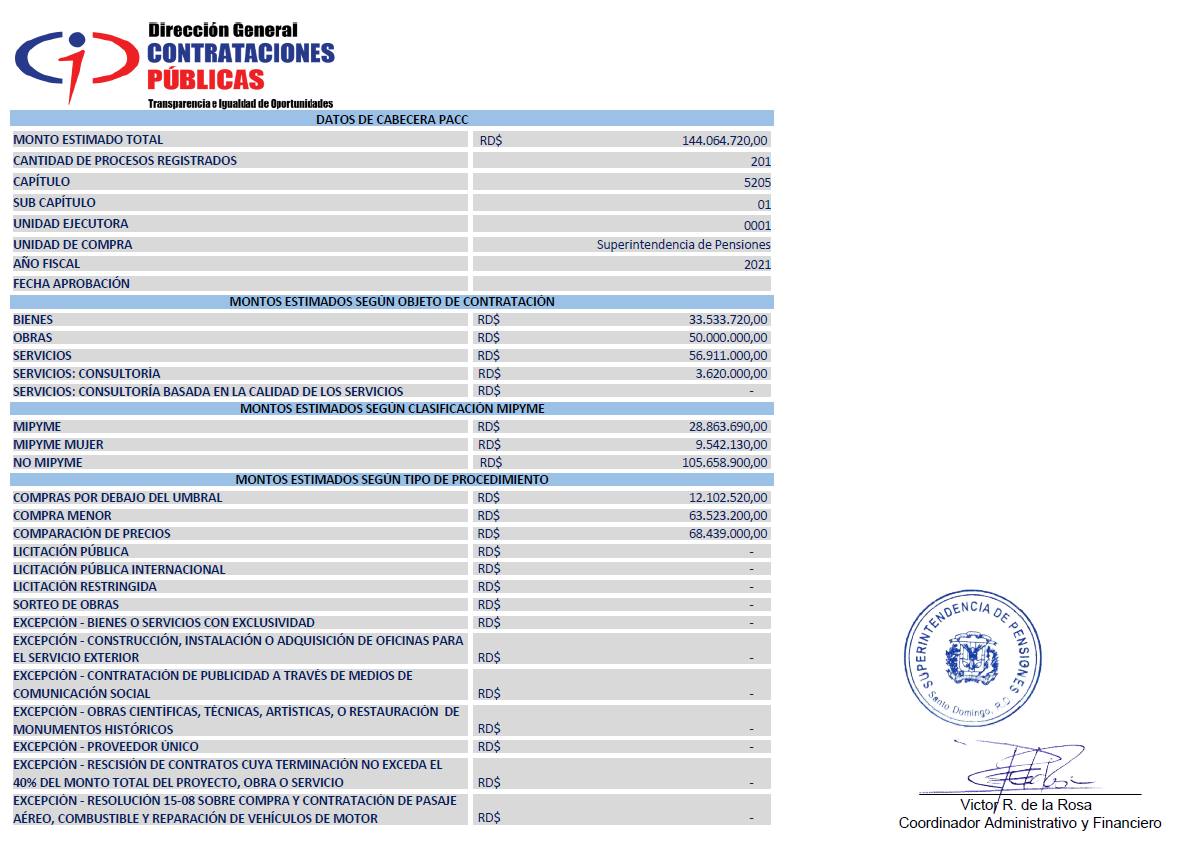 Dirección General
CONTRATACIONES
PÚBLICAS
Transparencia e Igualdad de Oportunidades
DATOS DE CABECERA PACC
MONTO ESTIMADO TOTAL RD$ 144.064.720,00
CANTIDAD DE PROCESOS REGISTRADOS 201
CAPÍTULO 5205
SUB CAPÍTULO 01
UNIDAD EJECUTORA 0001
UNIDAD DE COMPRA Superintendencia de Pensiones
AÑO FISCAL 2021
FECHA APROBACIÓN
MONTOS ESTIMADOS SEGÚN OBJETO DE CONTRATACIÓN
BIENES RD$ 33.533.720,00
OBRAS RD$ 50.000.000,00
SERVICIOS RD$ 56.911.000,00
SERVICIOS: CONSULTORÍA RD$ 3.620.000,00
SERVICIOS: CONSULTORÍA BASADA EN LA CALIDAD DE LOS SERVICIOS RD$ -
MONTOS ESTIMADOS SEGÚN CLASIFICACIÓN MIPYME
MIPYME RD$ 28.863.690,00
MIPYME MUJER RD$ 9.542.130,00
NO MIPYME RD$ 105.658.900,00
MONTOS ESTIMADOS SEGÚN TIPO DE PROCEDIMIENTO
COMPRAS POR DEBAJO DEL UMBRAL RD$ 12.102.520,00
COMPRA MENOR RD$ 63.523.200,00
COMPARACIÓN DE PRECIOS RD$ 68.439.000,00
LICITACIÓN PÚBLICA RD$ -
LICITACIÓN PÚBLICA INTERNACIONAL RD$ -
LICITACIÓN RESTRINGIDA RD$ -
SORTEO DE OBRAS RD$ -
EXCEPCIÓN - BIENES O SERVICIOS CON EXCLUSIVIDAD RD$ -
EXCEPCIÓN - CONSTRUCCIÓN, INSTALACIÓN O ADQUISICIÓN DE OFICINAS PARA
EL SERVICIO EXTERIOR RD$ -
EXCEPCIÓN - CONTRATACIÓN DE PUBLICIDAD A TRAVÉS DE MEDIOS DE
COMUNICACIÓN SOCIAL RD$ -
EXCEPCIÓN - OBRAS CIENTÍFICAS, TÉCNICAS, ARTÍSTICAS, O RESTAURACIÓN DE
MONUMENTOS HISTÓRICOS RD$ -
EXCEPCIÓN - PROVEEDOR ÚNICO RD$ -
EXCEPCIÓN - RESCISIÓN DE CONTRATOS CUYA TERMINACIÓN NO EXCEDA EL
40% DEL MONTO TOTAL DEL PROYECTO, OBRA O SERVICIO RD$ -
EXCEPCIÓN - RESOLUCIÓN 15-08 SOBRE COMPRA Y CONTRATACIÓN DE PASAJE
AÉREO, COMBUSTIBLE Y REPARACIÓN DE VEHÍCULOS DE MOTOR RD$ -
SUPERINTENDENCIA DE PENSIONES
Santo Domingo, R.D.
Victor R. de la Rosa
Coordinador Administrativo y Financiero